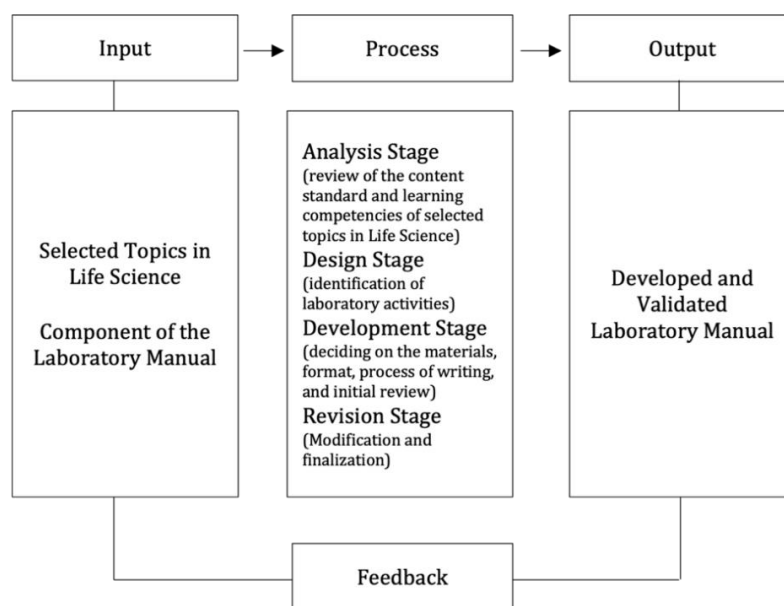 Input
Process
Output
Selected Topics in
Life Science
Component of the
Laboratory Manual
Analysis Stage
(review of the content
standard and learning
competencies of selected
topics in Life Science)
Design Stage
(identification of
laboratory activities)
Development Stage
(deciding on the materials,
format, process of writing,
and initial review)
Revision Stage
(Modification and
finalization)
Developed and
Validated
Laboratory Manual
Feedback